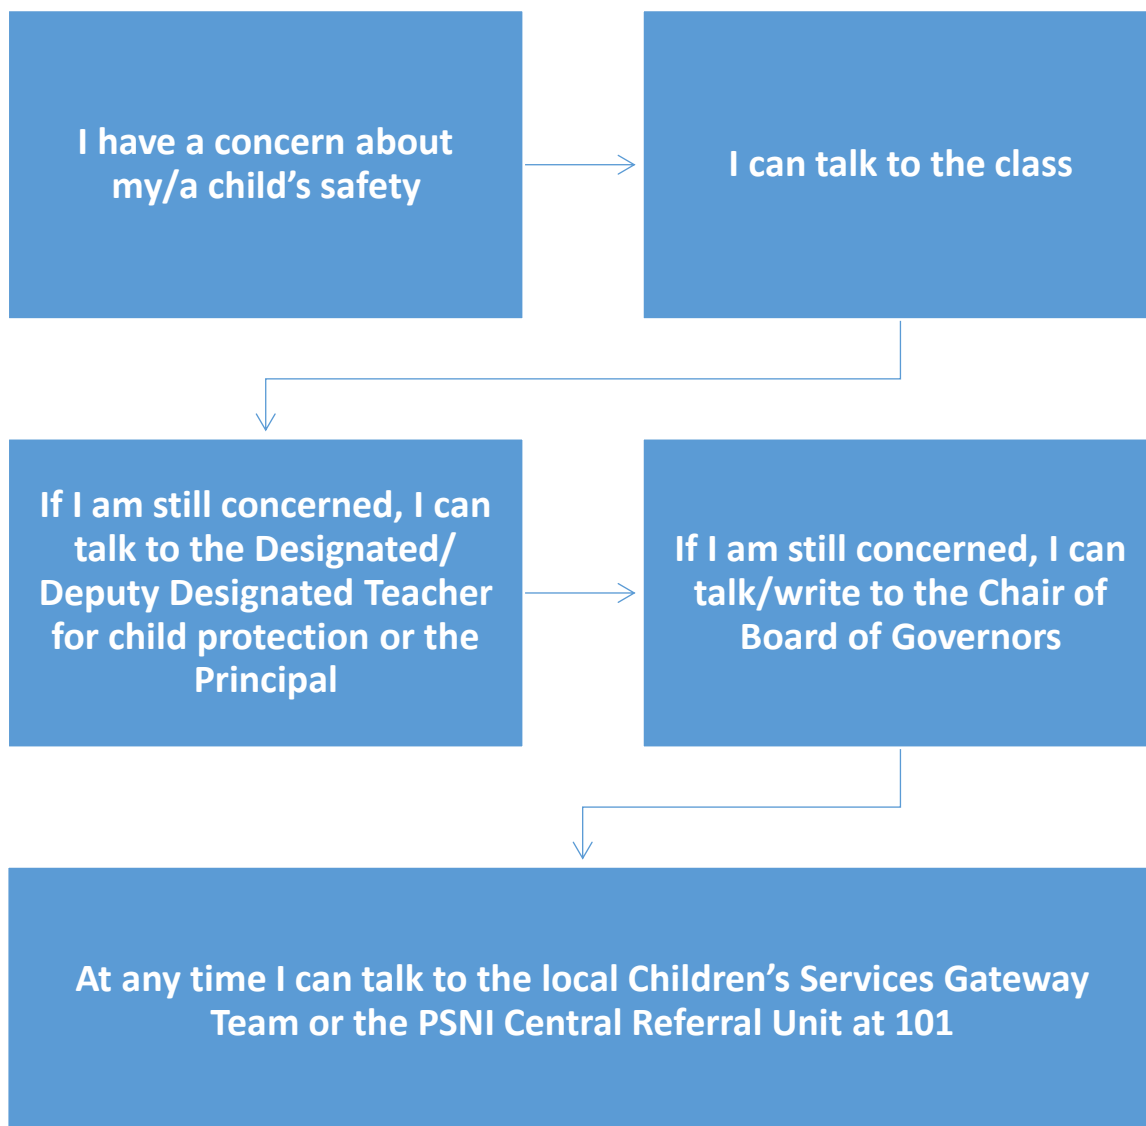 I have a concern about
my/a child’s safety
I can talk to the class
If I am still concerned, I can
talk to the Designated/
Deputy Designated Teacher
for child protection or the
Principal
If I am still concerned, I can
talk/write to the Chair of
Board of Governors
At any time I can talk to the local Children’s Services Gateway
Team or the PSNI Central Referral Unit at 101